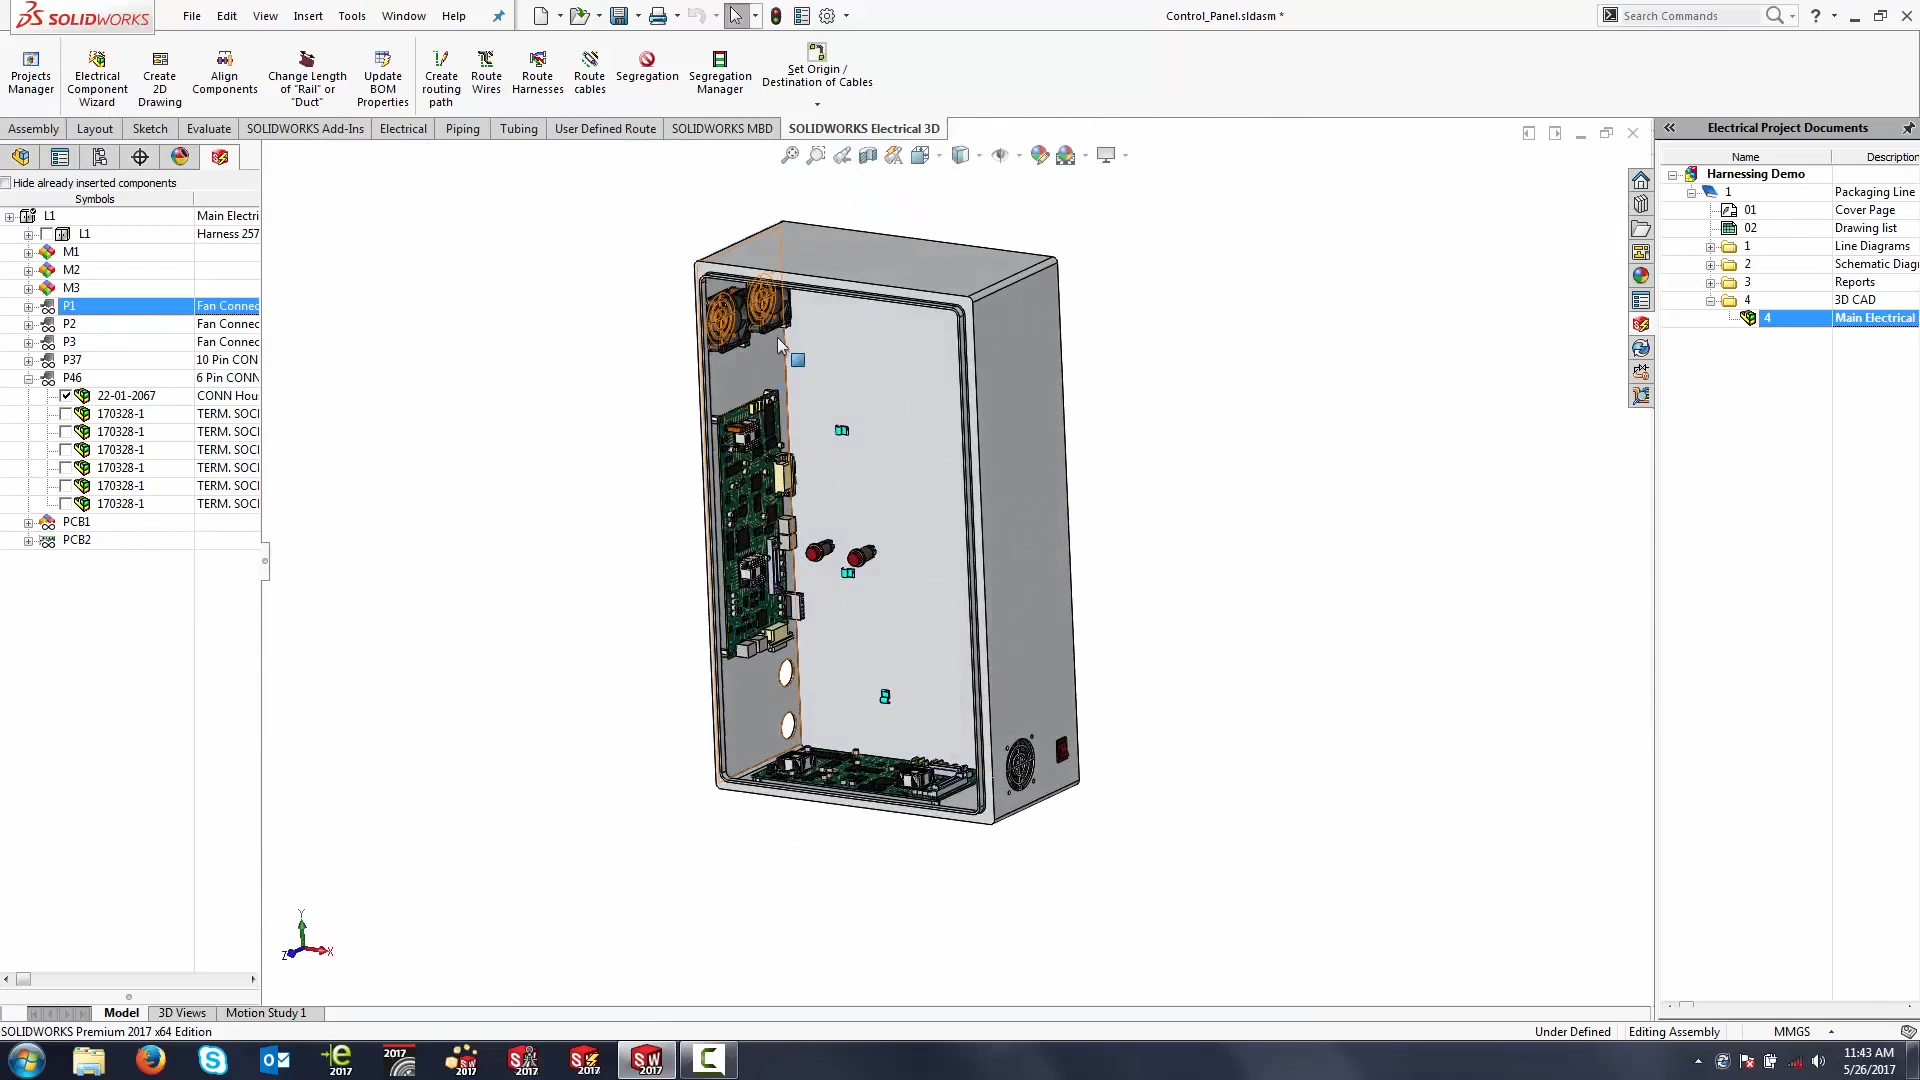 SOLIDWORKS
File Edit View Insert Tools Window Help
Control_Panel.sldasm *
Search Commands
Projects Manager
Electrical Component Wizard
Create 2D Drawing
Align Components
Change Length of "Rail" or "Duct"
Update BOM Properties
Create routing path
Route Wires
Route Harnesses
Route cables
Segregation
Segregation Manager
Set Origin / Destination of Cables
Assembly Layout Sketch Evaluate SOLIDWORKS Add-Ins Electrical Piping Tubing User Defined Route SOLIDWORKS MBD SOLIDWORKS Electrical 3D
Hide already inserted components
Symbols
L1 Main Electri
L1 Harness 257
M1
M2
M3
P1 Fan Connec
P2 Fan Connec
P3 Fan Connec
P37 10 Pin CON
P46 6 Pin CONN
22-01-2067 CONN Hou
170328-1 TERM. SOCI
170328-1 TERM. SOCI
170328-1 TERM. SOCI
170328-1 TERM. SOCI
170328-1 TERM. SOCI
170328-1 TERM. SOCI
PCB1
PCB2
Y
Z
X
Electrical Project Documents
Name Description
Harnessing Demo
1 Packaging Line
01 Cover Page
02 Drawing list
1 Line Diagrams
2 Schematic Diagr
3 Reports
4 3D CAD
4 Main Electrical
Model 3D Views Motion Study 1
SOLIDWORKS Premium 2017 x64 Edition
Under Defined Editing Assembly MMGS
2017 2017 2017 2017 2017 2017
11:43 AM
5/26/2017